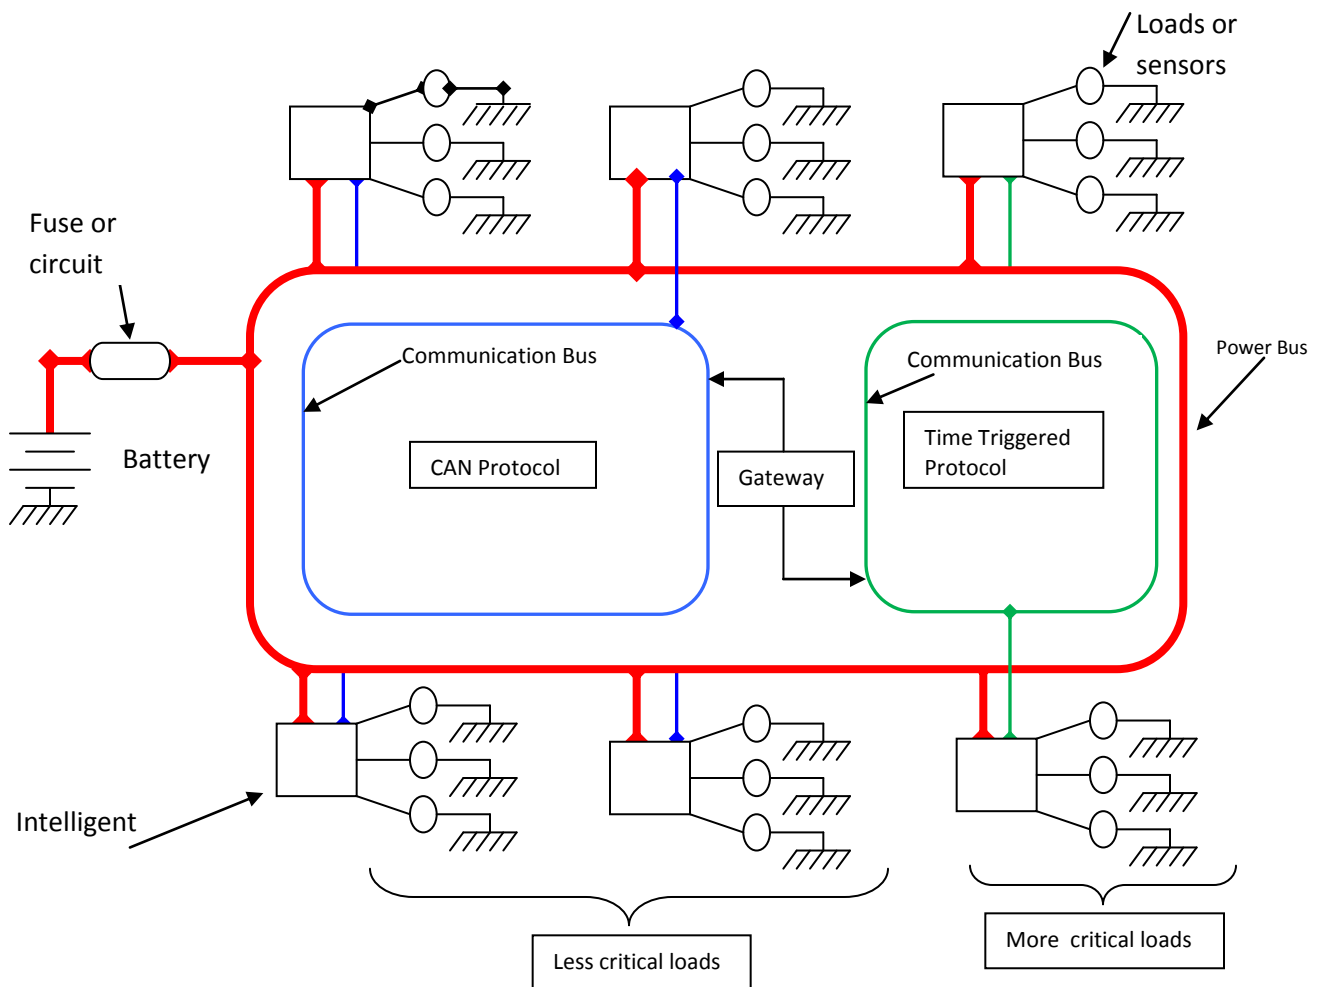 Loads or
sensors
Fuse or
circuit
Communication Bus
Communication Bus
Power Bus
Battery
CAN Protocol
Gateway
Time Triggered
Protocol
Intelligent
Less critical loads
More  critical loads